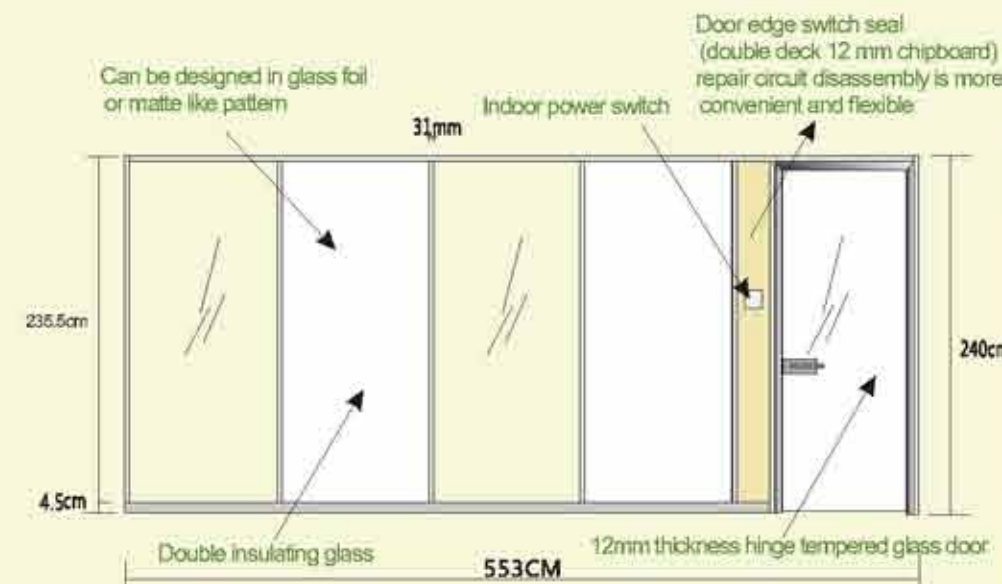 Door edge switch seal
(double deck 12 mm chipboard)
repair circuit disassembly is more
convenient and flexible
Can be designed in glass foil
or matte like pattern
Indoor power switch
31mm
235.5cm
240cm
4.5cm
Double insulating glass
12mm thickness hinge tempered glass door
553CM